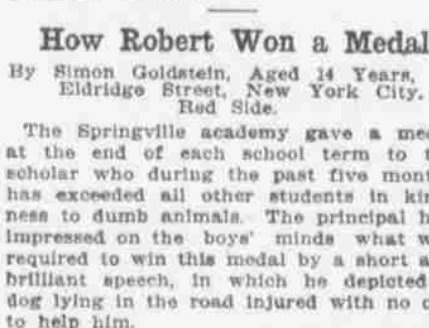 How Robert Won a Medal
By Simon Goldstein, Aged 14 Years,
Eldridge Street, New York City.
Red Side.
The Springville academy gave a me
at the end of each school term to t
scholar who during the past five mont
has exceeded all other students in kin
ness to dumb animals. The principal h
impressed on the boys' minds what w
required to win this medal by a short a
brilliant speech, in which he depicted
dog lying in the road injured with no o
to help him.